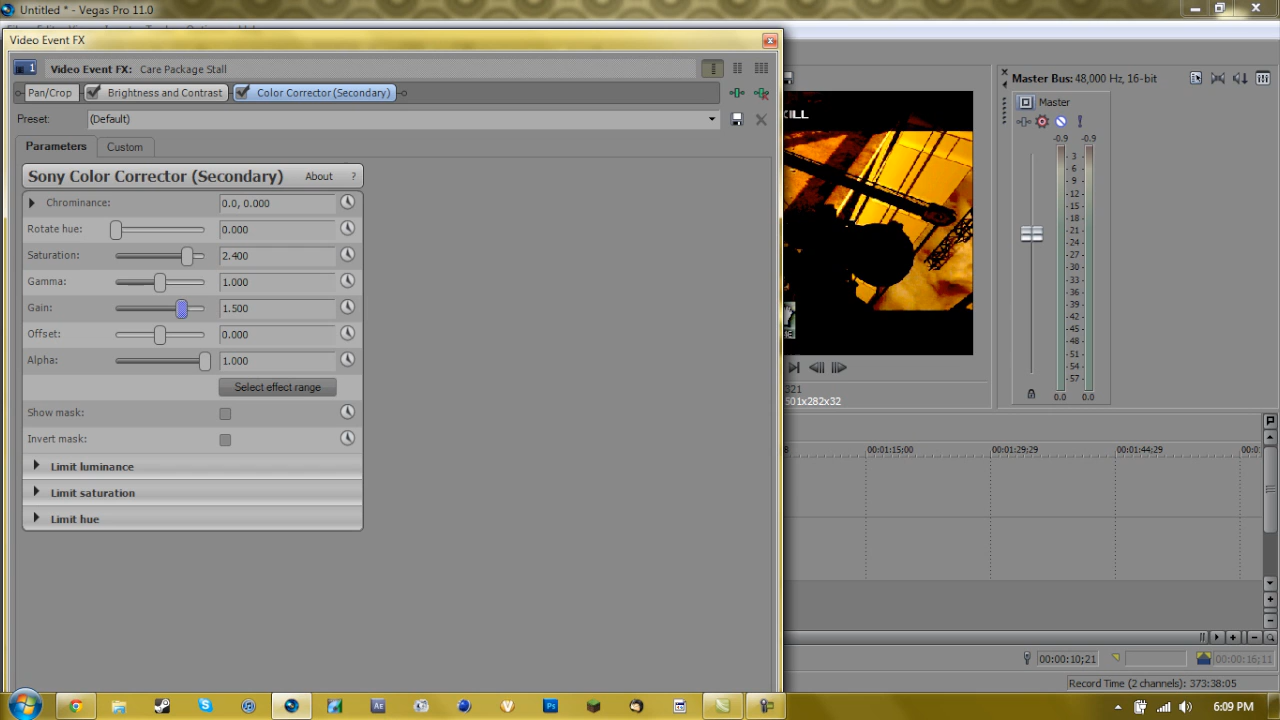 Untitled * - Vegas Pro 11.0
Video Event FX
1
Video Event FX: Care Package Stall
Pan/Crop
Brightness and Contrast
Color Corrector (Secondary)
Preset: (Default)
Parameters
Custom
Sony Color Corrector (Secondary)
About
?
Chrominance: 0.0, 0.000
Rotate hue: 0.000
Saturation: 2.400
Gamma: 1.000
Gain: 1.500
Offset: 0.000
Alpha: 1.000
Select effect range
Show mask:
Invert mask:
Limit luminance
Limit saturation
Limit hue
KILL
321
501x282x32
Master Bus: 48,000 Hz, 16-bit
Master
-0.9 -0.9
3
6
9
12
15
18
21
24
27
30
33
36
39
42
45
48
51
54
57
0.0 0.0
00:01:15;00
00:01:29;29
00:01:44;29
00:00:10;21
00:00:16;11
Record Time (2 channels): 373:38:05
Ae
Ps
6:09 PM